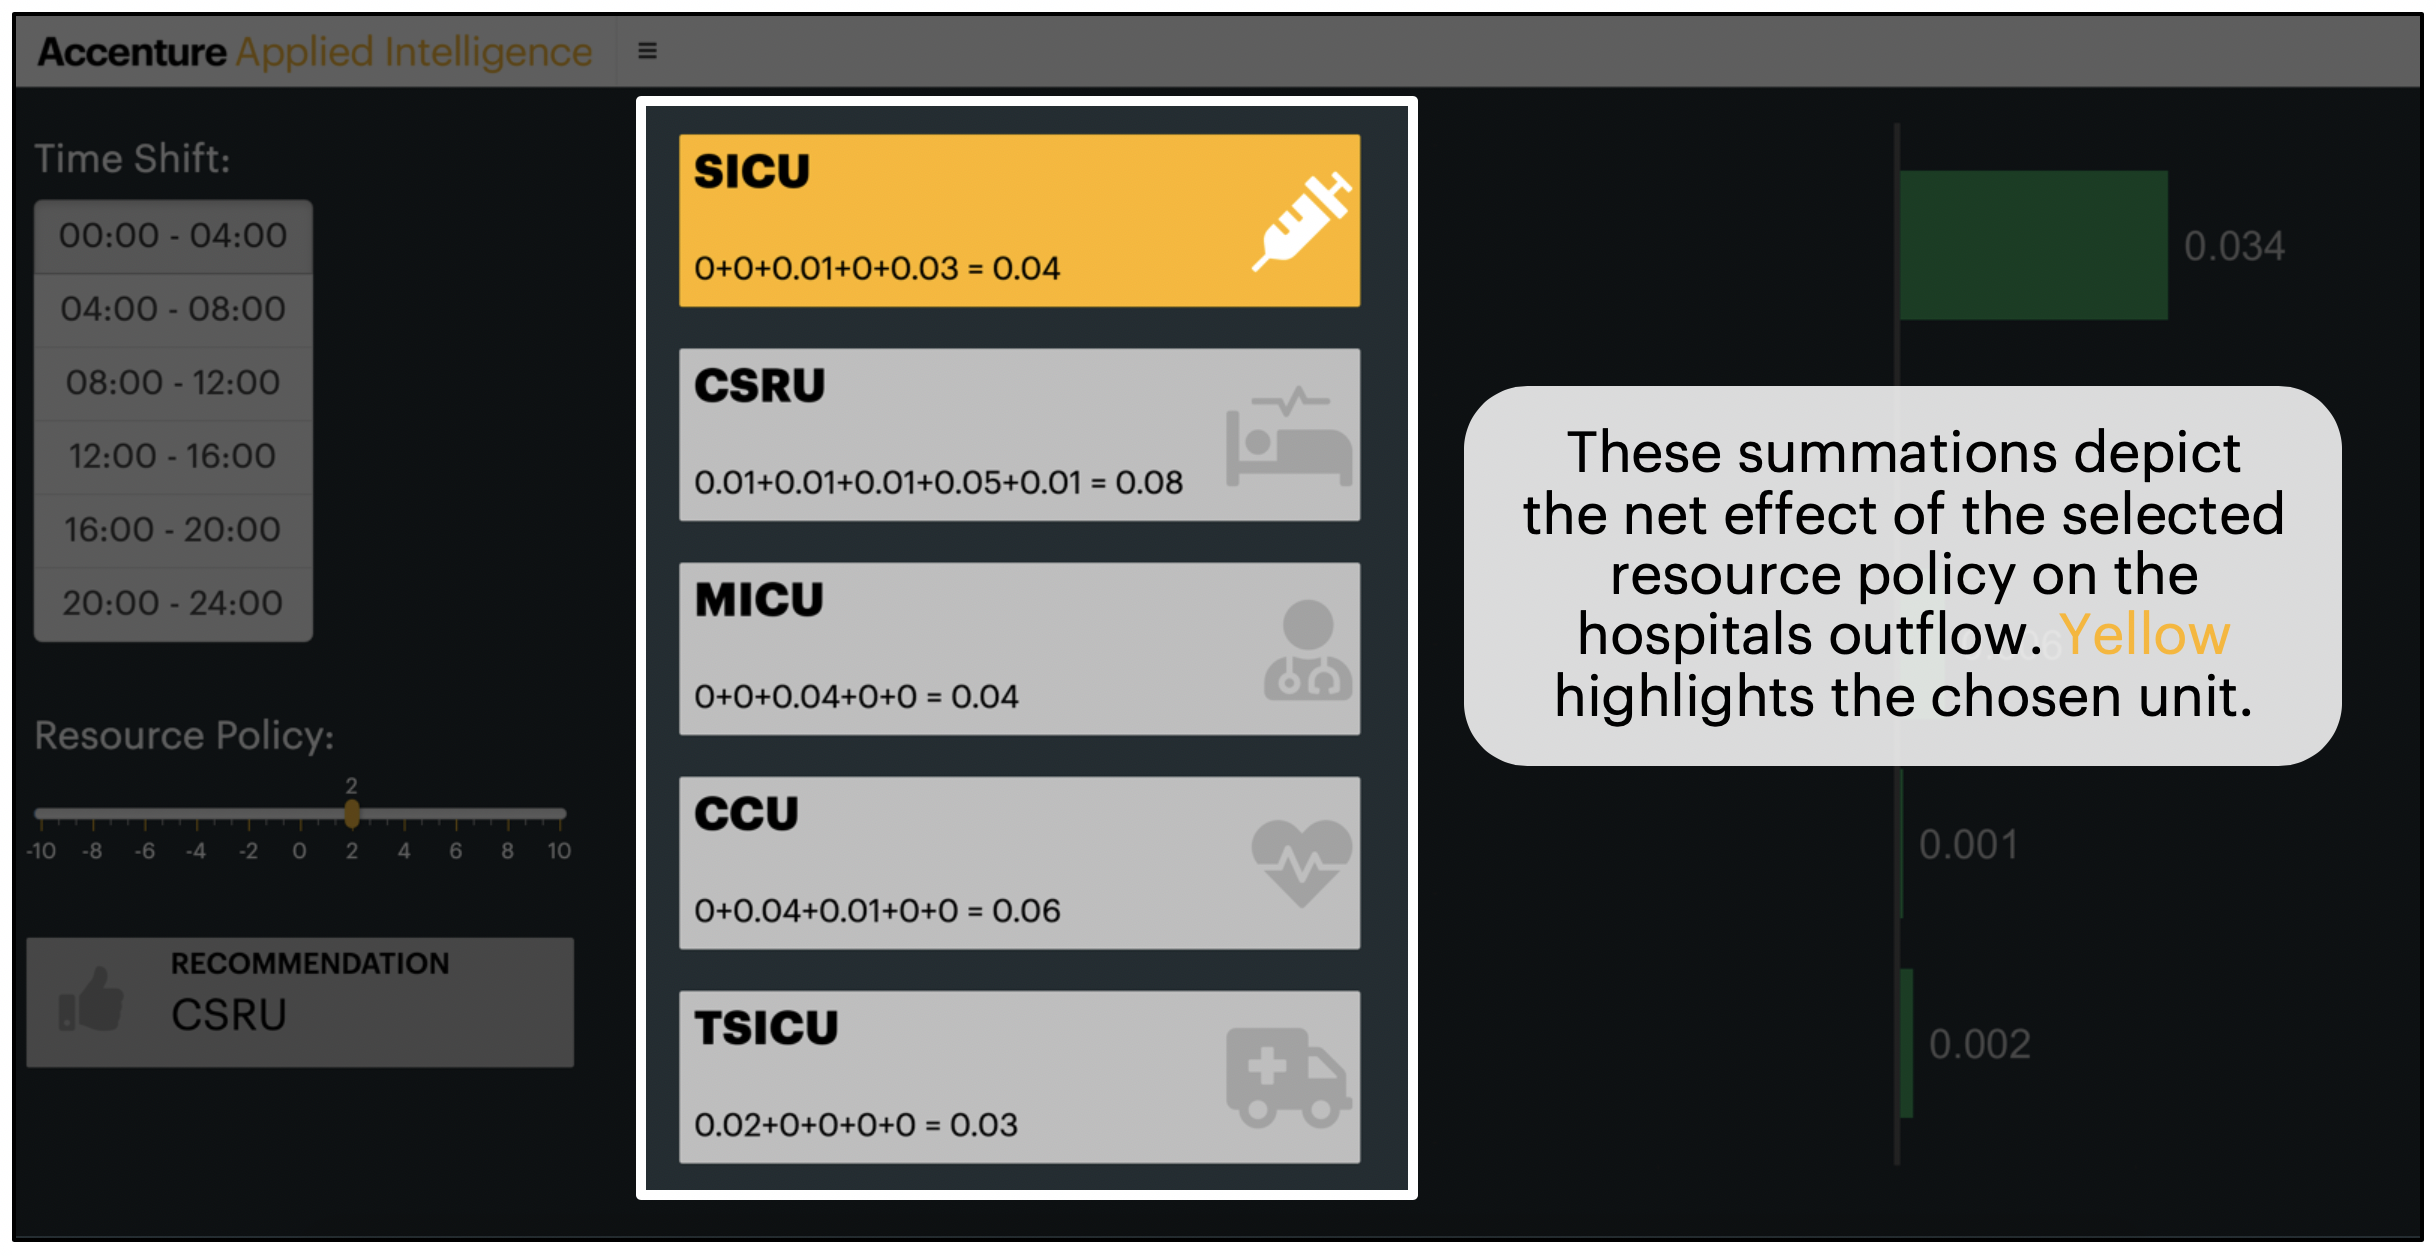 Accenture Applied Intelligence
Time Shift:
00:00 - 04:00
04:00 - 08:00
08:00 - 12:00
12:00 - 16:00
16:00 - 20:00
20:00 - 24:00
Resource Policy:
2
-10 -8 -6 -4 -2 0 2 4 6 8 10
RECOMMENDATION
CSRU
SICU
0+0+0.01+0+0.03 = 0.04
CSRU
0.01+0.01+0.01+0.05+0.01 = 0.08
MICU
0+0+0.04+0+0 = 0.04
CCU
0+0.04+0.01+0+0 = 0.06
TSICU
0.02+0+0+0+0 = 0.03
0.034
These summations depict
the net effect of the selected
resource policy on the
hospitals outflow. Yellow
highlights the chosen unit.
0.001
0.002